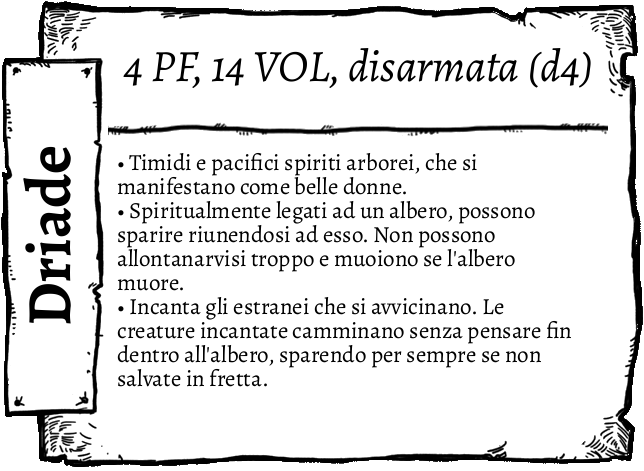 Driade
4 PF, 14 VOL, disarmata (d4)
• Timidi e pacifici spiriti arborei, che si
manifestano come belle donne.
• Spiritualmente legati ad un albero, possono
sparire riunendosi ad esso. Non possono
allontanarvisi troppo e muoiono se l'albero
muore.
• Incanta gli estranei che si avvicinano. Le
creature incantate camminano senza pensare fin
dentro all'albero, sparendo per sempre se non
salvate in fretta.